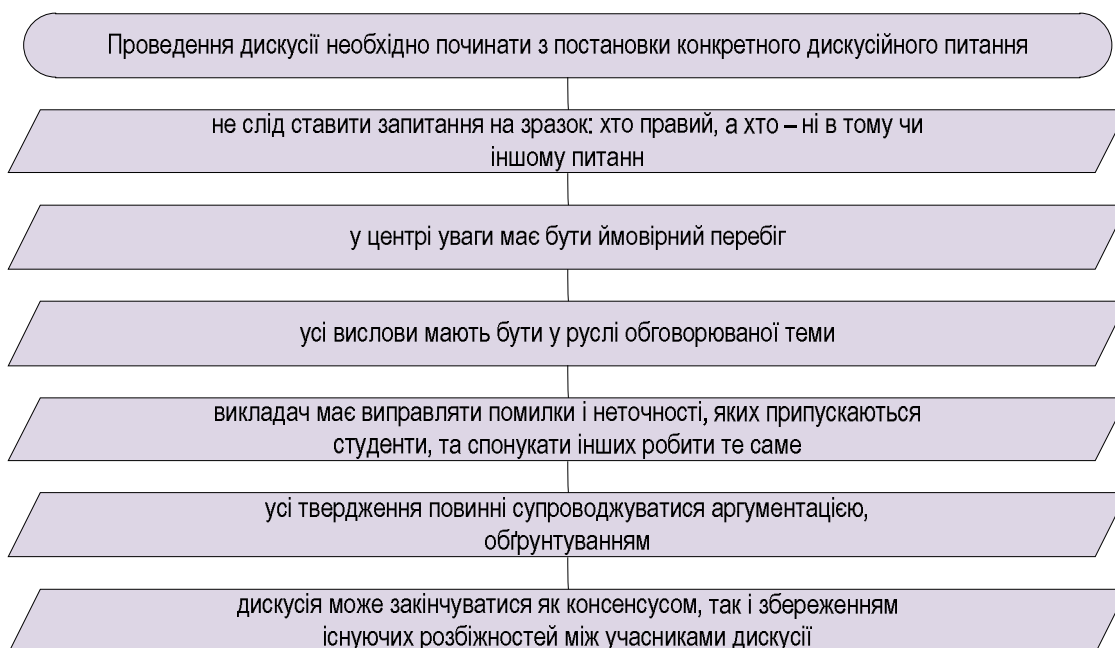 Проведення дискусії необхідно починати з постановки конкретного дискусійного питання
не слід ставити запитання на зразок: хто правий, а хто – ні в тому чи
іншому питанн
у центрі уваги має бути ймовірний перебіг
усі вислови мають бути у руслі обговорюваної теми
викладач має виправляти помилки і неточності, яких припускаються
студенти, та спонукати інших робити те саме
усі твердження повинні супроводжуватися аргументацією,
обґрунтуванням
дискусія може закінчуватися як консенсусом, так і збереженням
існуючих розбіжностей між учасниками дискусії